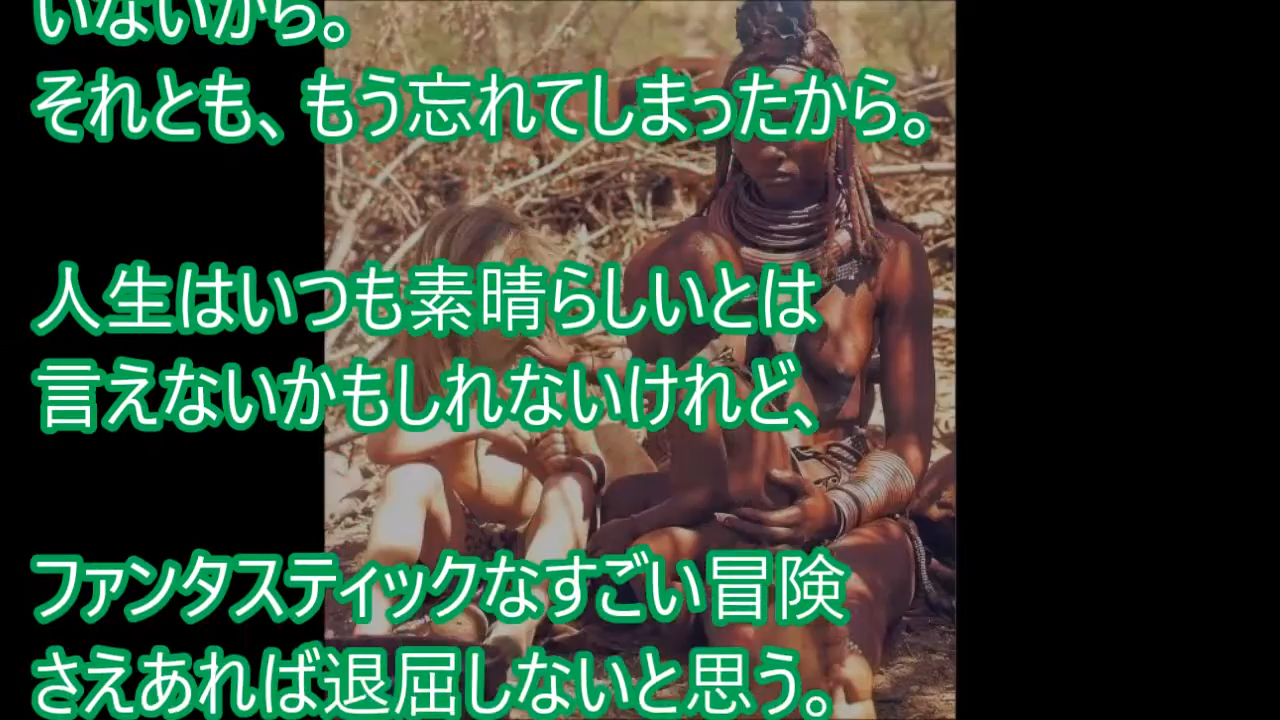 いないから。
それとも、もう忘れてしまったから。
人生はいつも素晴らしいとは
言えないかもしれないけれど、
ファンタスティックなすごい冒険
さえあれば退屈しないと思う。